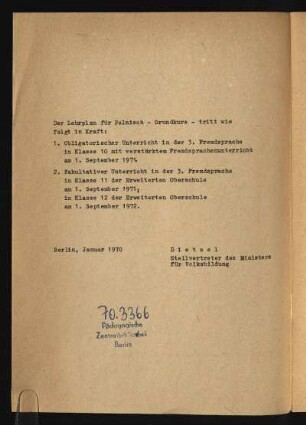 Der Lehrplan für Polnisch - Grundkurs - tritt wie
folgt in Kraft:
1. Obligatorischer Unterricht in der 3. Fremdsprache
in Klasse 10 mit verstärktem Fremdsprachenunterricht
am 1. September 1971
2. Fakultativer Unterricht in der 3. Fremdsprache
in Klasse 11 der Erweiterten Oberschule
am 1. September 1971;
in Klasse 12 der Erweiterten Oberschule
am 1. September 1972.
Berlin, Januar 1970
D i e t z e l
Stellvertreter des Ministers
für Volksbildung
70.3366
Pädagogische
Zentralbibliothek
Berlin